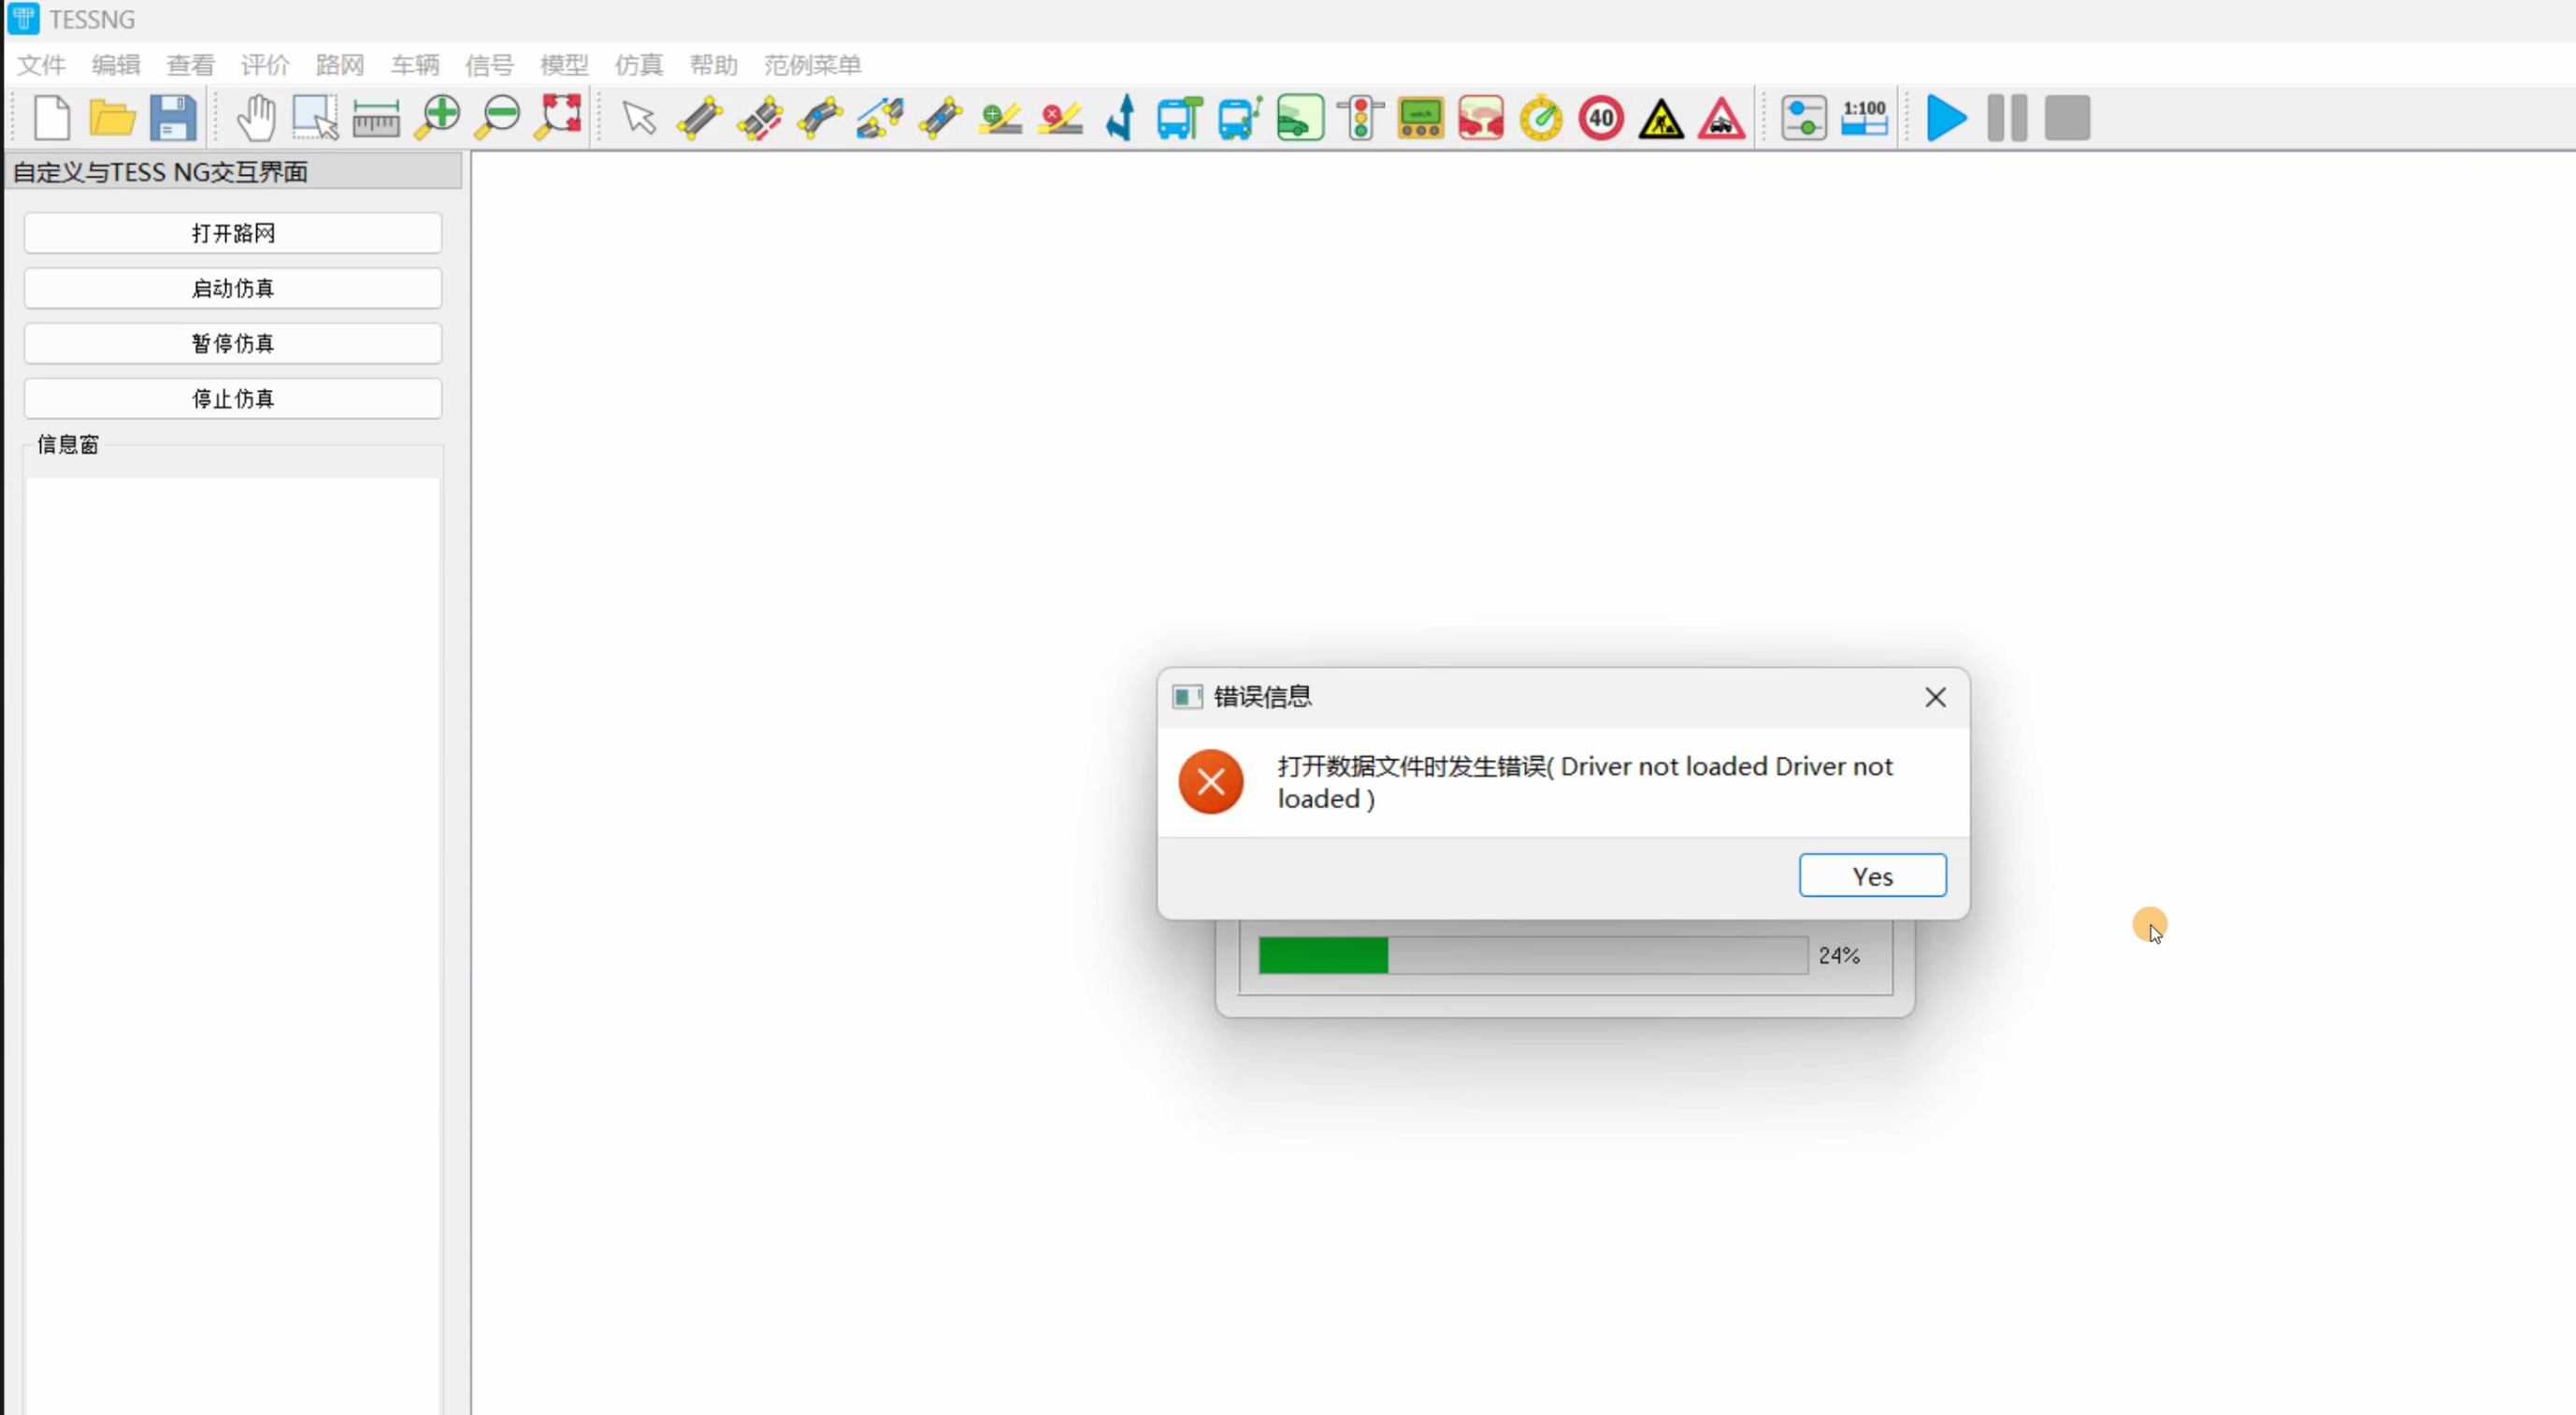 TESSNG
文件 编辑 查看 评价 路网 车辆 信号 模型 仿真 帮助 范例菜单
40
1:100
自定义与TESS NG交互界面
打开路网
启动仿真
暂停仿真
停止仿真
信息窗
错误信息
打开数据文件时发生错误( Driver not loaded Driver not
loaded )
Yes
24%